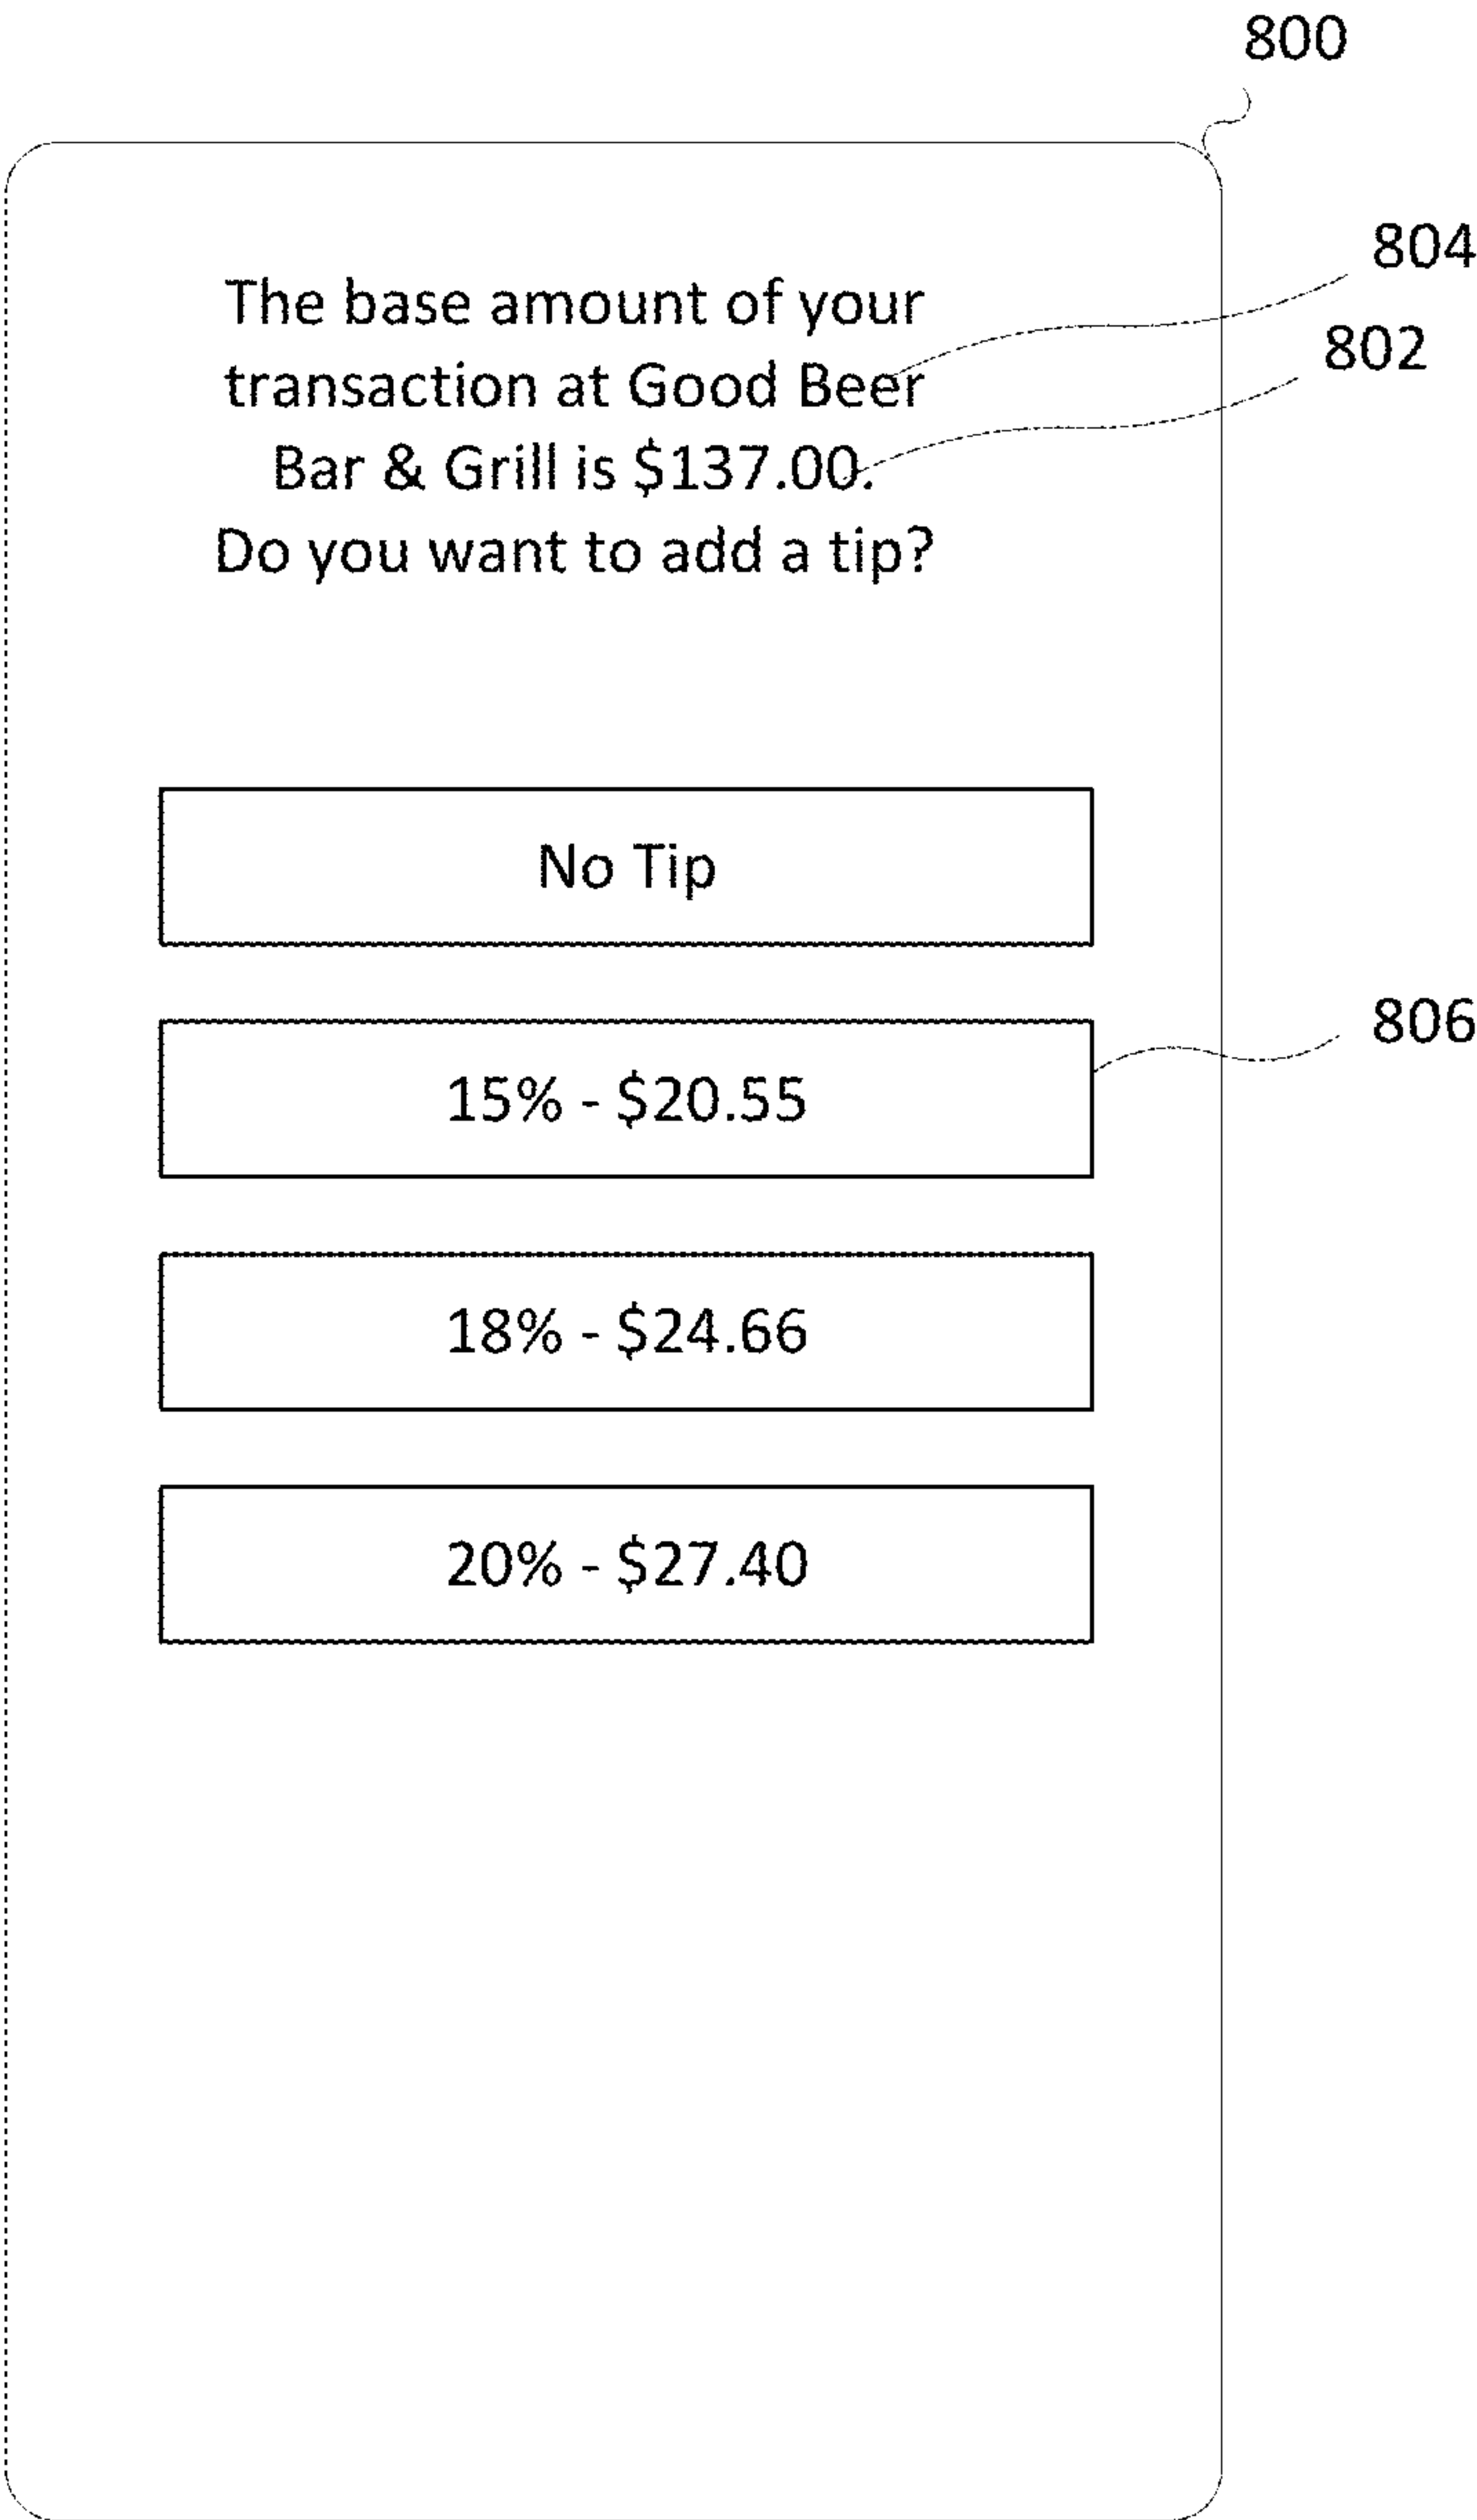 800
804
The base amount of your
802
transaction at Good Beer
Bar & Grill is $137.00.
Do you want to add a tip?
No Tip
806
15% - $20.55
18% - $24.66
20% - $27.40